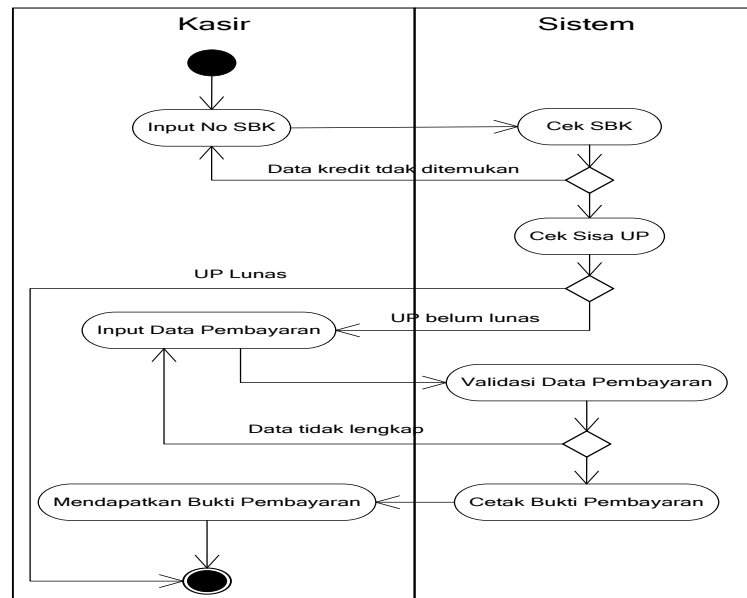 Kasir
Sistem
Input No SBK
Cek SBK
Data kredit tdak ditemukan
Cek Sisa UP
UP Lunas
UP belum lunas
Input Data Pembayaran
Validasi Data Pembayaran
Data tidak lengkap
Mendapatkan Bukti Pembayaran
Cetak Bukti Pembayaran